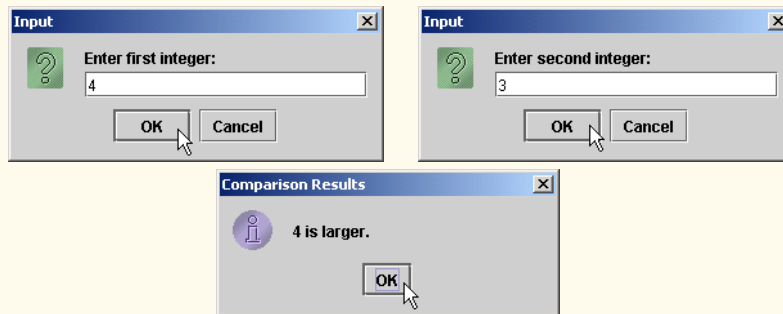 Input
Enter first integer:
4
OK
Cancel
Input
Enter second integer:
3
OK
Cancel
Comparison Results
4 is larger.
OK